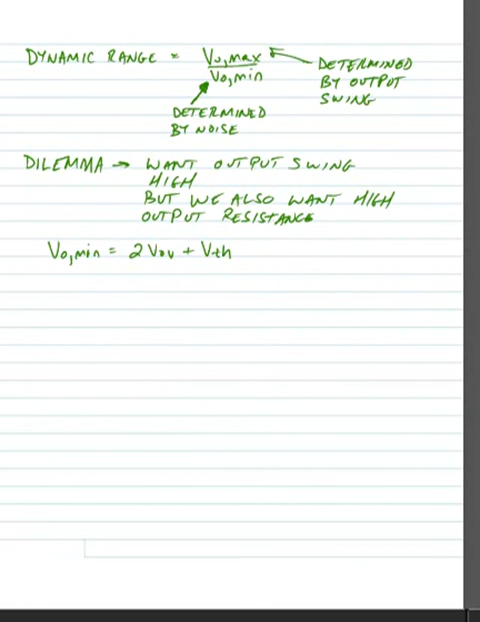 DYNAMIC RANGE = Vo,max / Vo,min
DETERMINED
BY OUTPUT
SWING
DETERMINED
BY NOISE
DILEMMA → WANT OUTPUT SWING
HIGH
BUT WE ALSO WANT HIGH
OUTPUT RESISTANCE
Vo,min = 2Vov + Vth